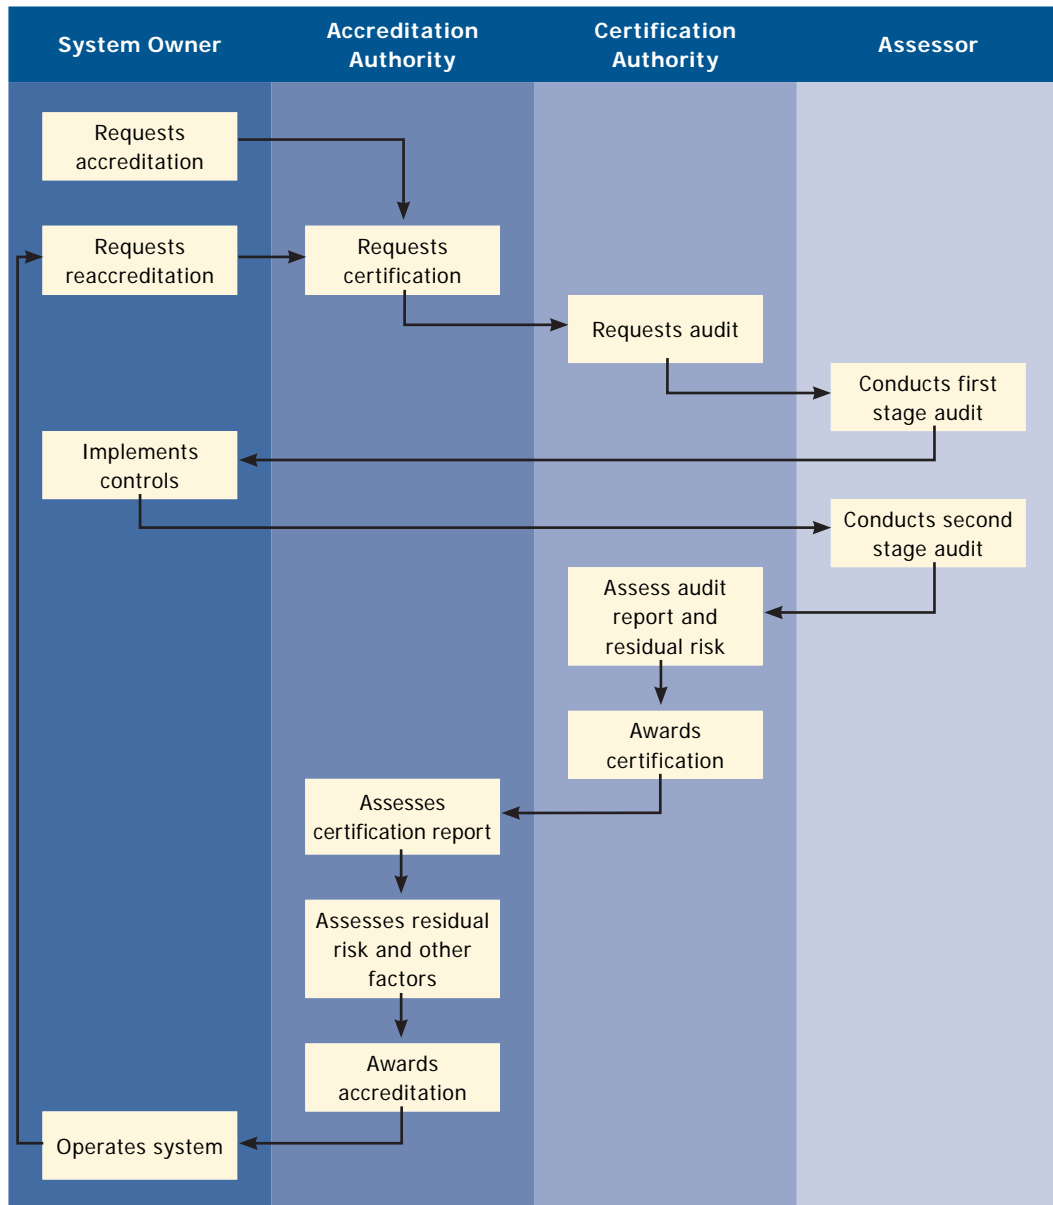 System Owner
Accreditation
Authority
Certification
Authority
Assessor
Requests
accreditation
Requests
reaccreditation
Requests
certification
Requests audit
Conducts first
stage audit
Implements
controls
Conducts second
stage audit
Assess audit
report and
residual risk
Awards
certification
Assesses
certification report
Assesses residual
risk and other
factors
Awards
accreditation
Operates system